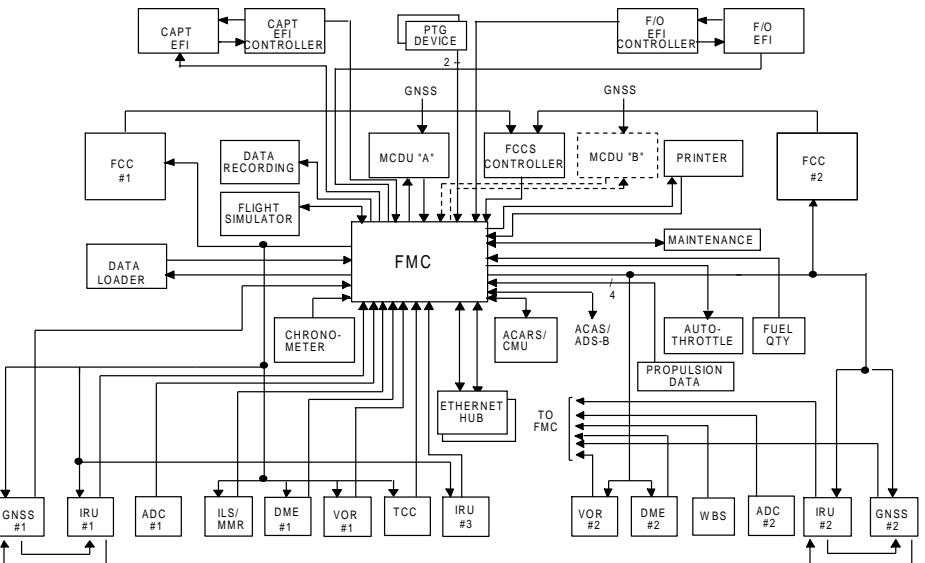 CAPT
EFI
CAPT
EFI
CONTROLLER
PTG
DEVICE
F/O
EFI
CONTROLLER
F/O
EFI
2
GNSS
GNSS
FCC
#1
DATA
RECORDING
MCDU "A"
FCCS
CONTROLLER
MCDU "B"
PRINTER
FCC
#2
FLIGHT
SIMULATOR
FMC
MAINTENANCE
DATA
LOADER
/
4
CHRONO-
METER
ACARS/
CMU
ACAS/
ADS-B
AUTO-
THROTTLE
FUEL
QTY
PROPULSION
DATA
ETHERNET
HUB
TO
FMC
GNSS
#1
IRU
#1
ADC
#1
ILS/
MMR
DME
#1
VOR
#1
TCC
IRU
#3
VOR
#2
DME
#2
WBS
ADC
#2
IRU
#2
GNSS
#2